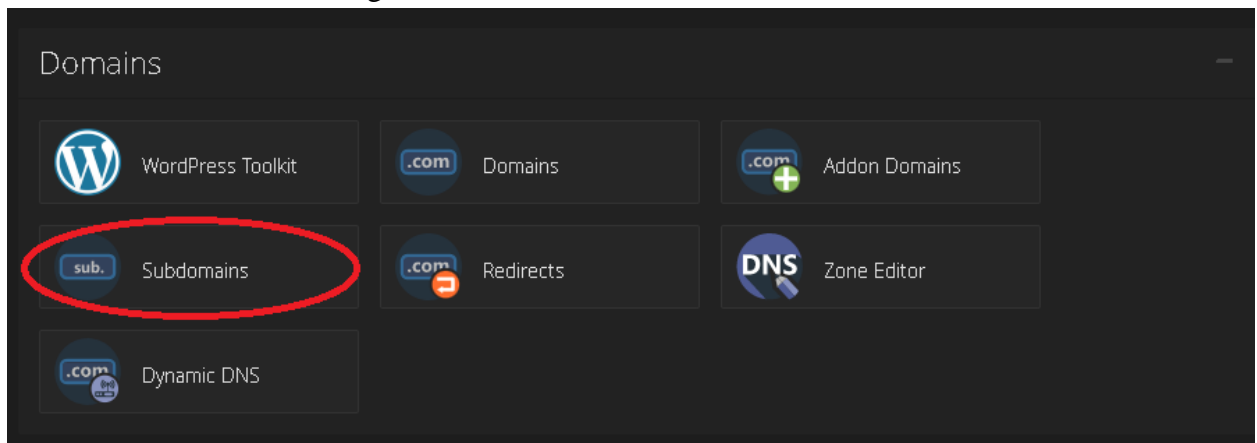 Domains
WordPress Toolkit
.com Domains
.com Addon Domains
sub. Subdomains
.com Redirects
DNS Zone Editor
.com Dynamic DNS